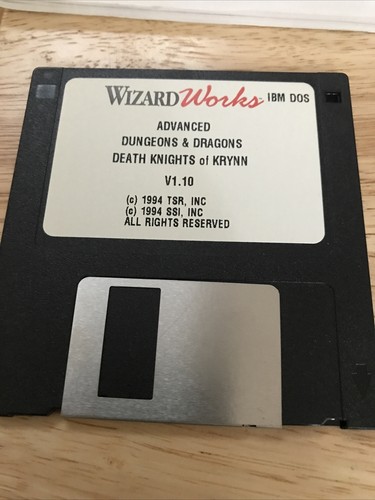 WIZARDWorks IBM DOS
ADVANCED
DUNGEONS & DRAGONS
DEATH KNIGHTS of KRYNN
V1.10
(c) 1994 TSR, INC
(c) 1994 SSI, INC
ALL RIGHTS RESERVED